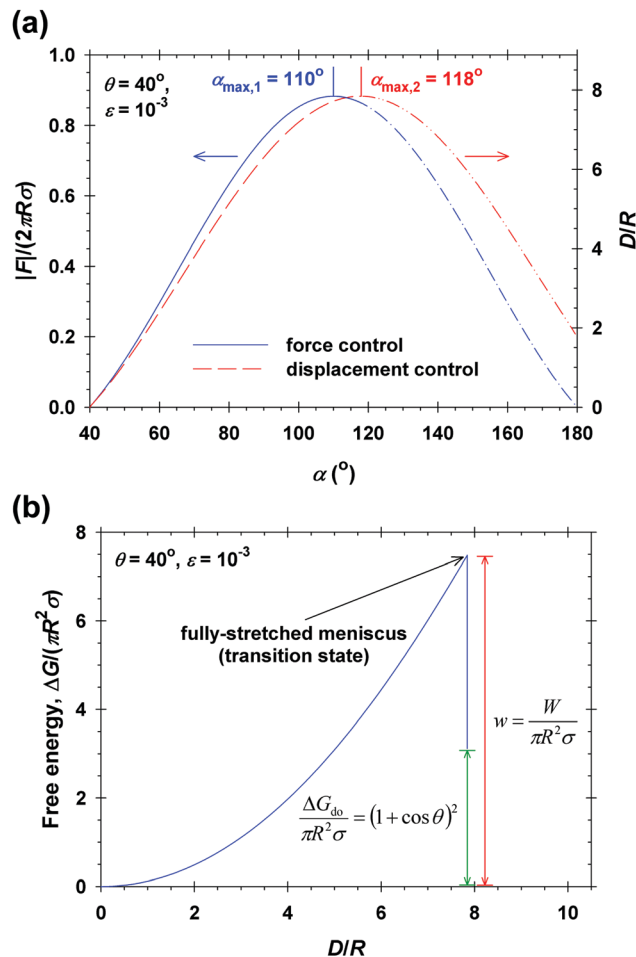 (a)
θ = 40°,
ε = 10⁻³
α_max,1 = 110°
α_max,2 = 118°
1.0
0.8
0.6
0.4
0.2
0.0
|F|/(2πRσ)
8
6
4
2
0
D/R
force control
displacement control
40 60 80 100 120 140 160 180
α (°)
(b)
θ = 40°, ε = 10⁻³
fully-stretched meniscus
(transition state)
w = W/(πR²σ)
ΔG_do/(πR²σ) = (1 + cos θ)²
8
6
4
2
0
Free energy, ΔG/(πR²σ)
0 2 4 6 8 10
D/R